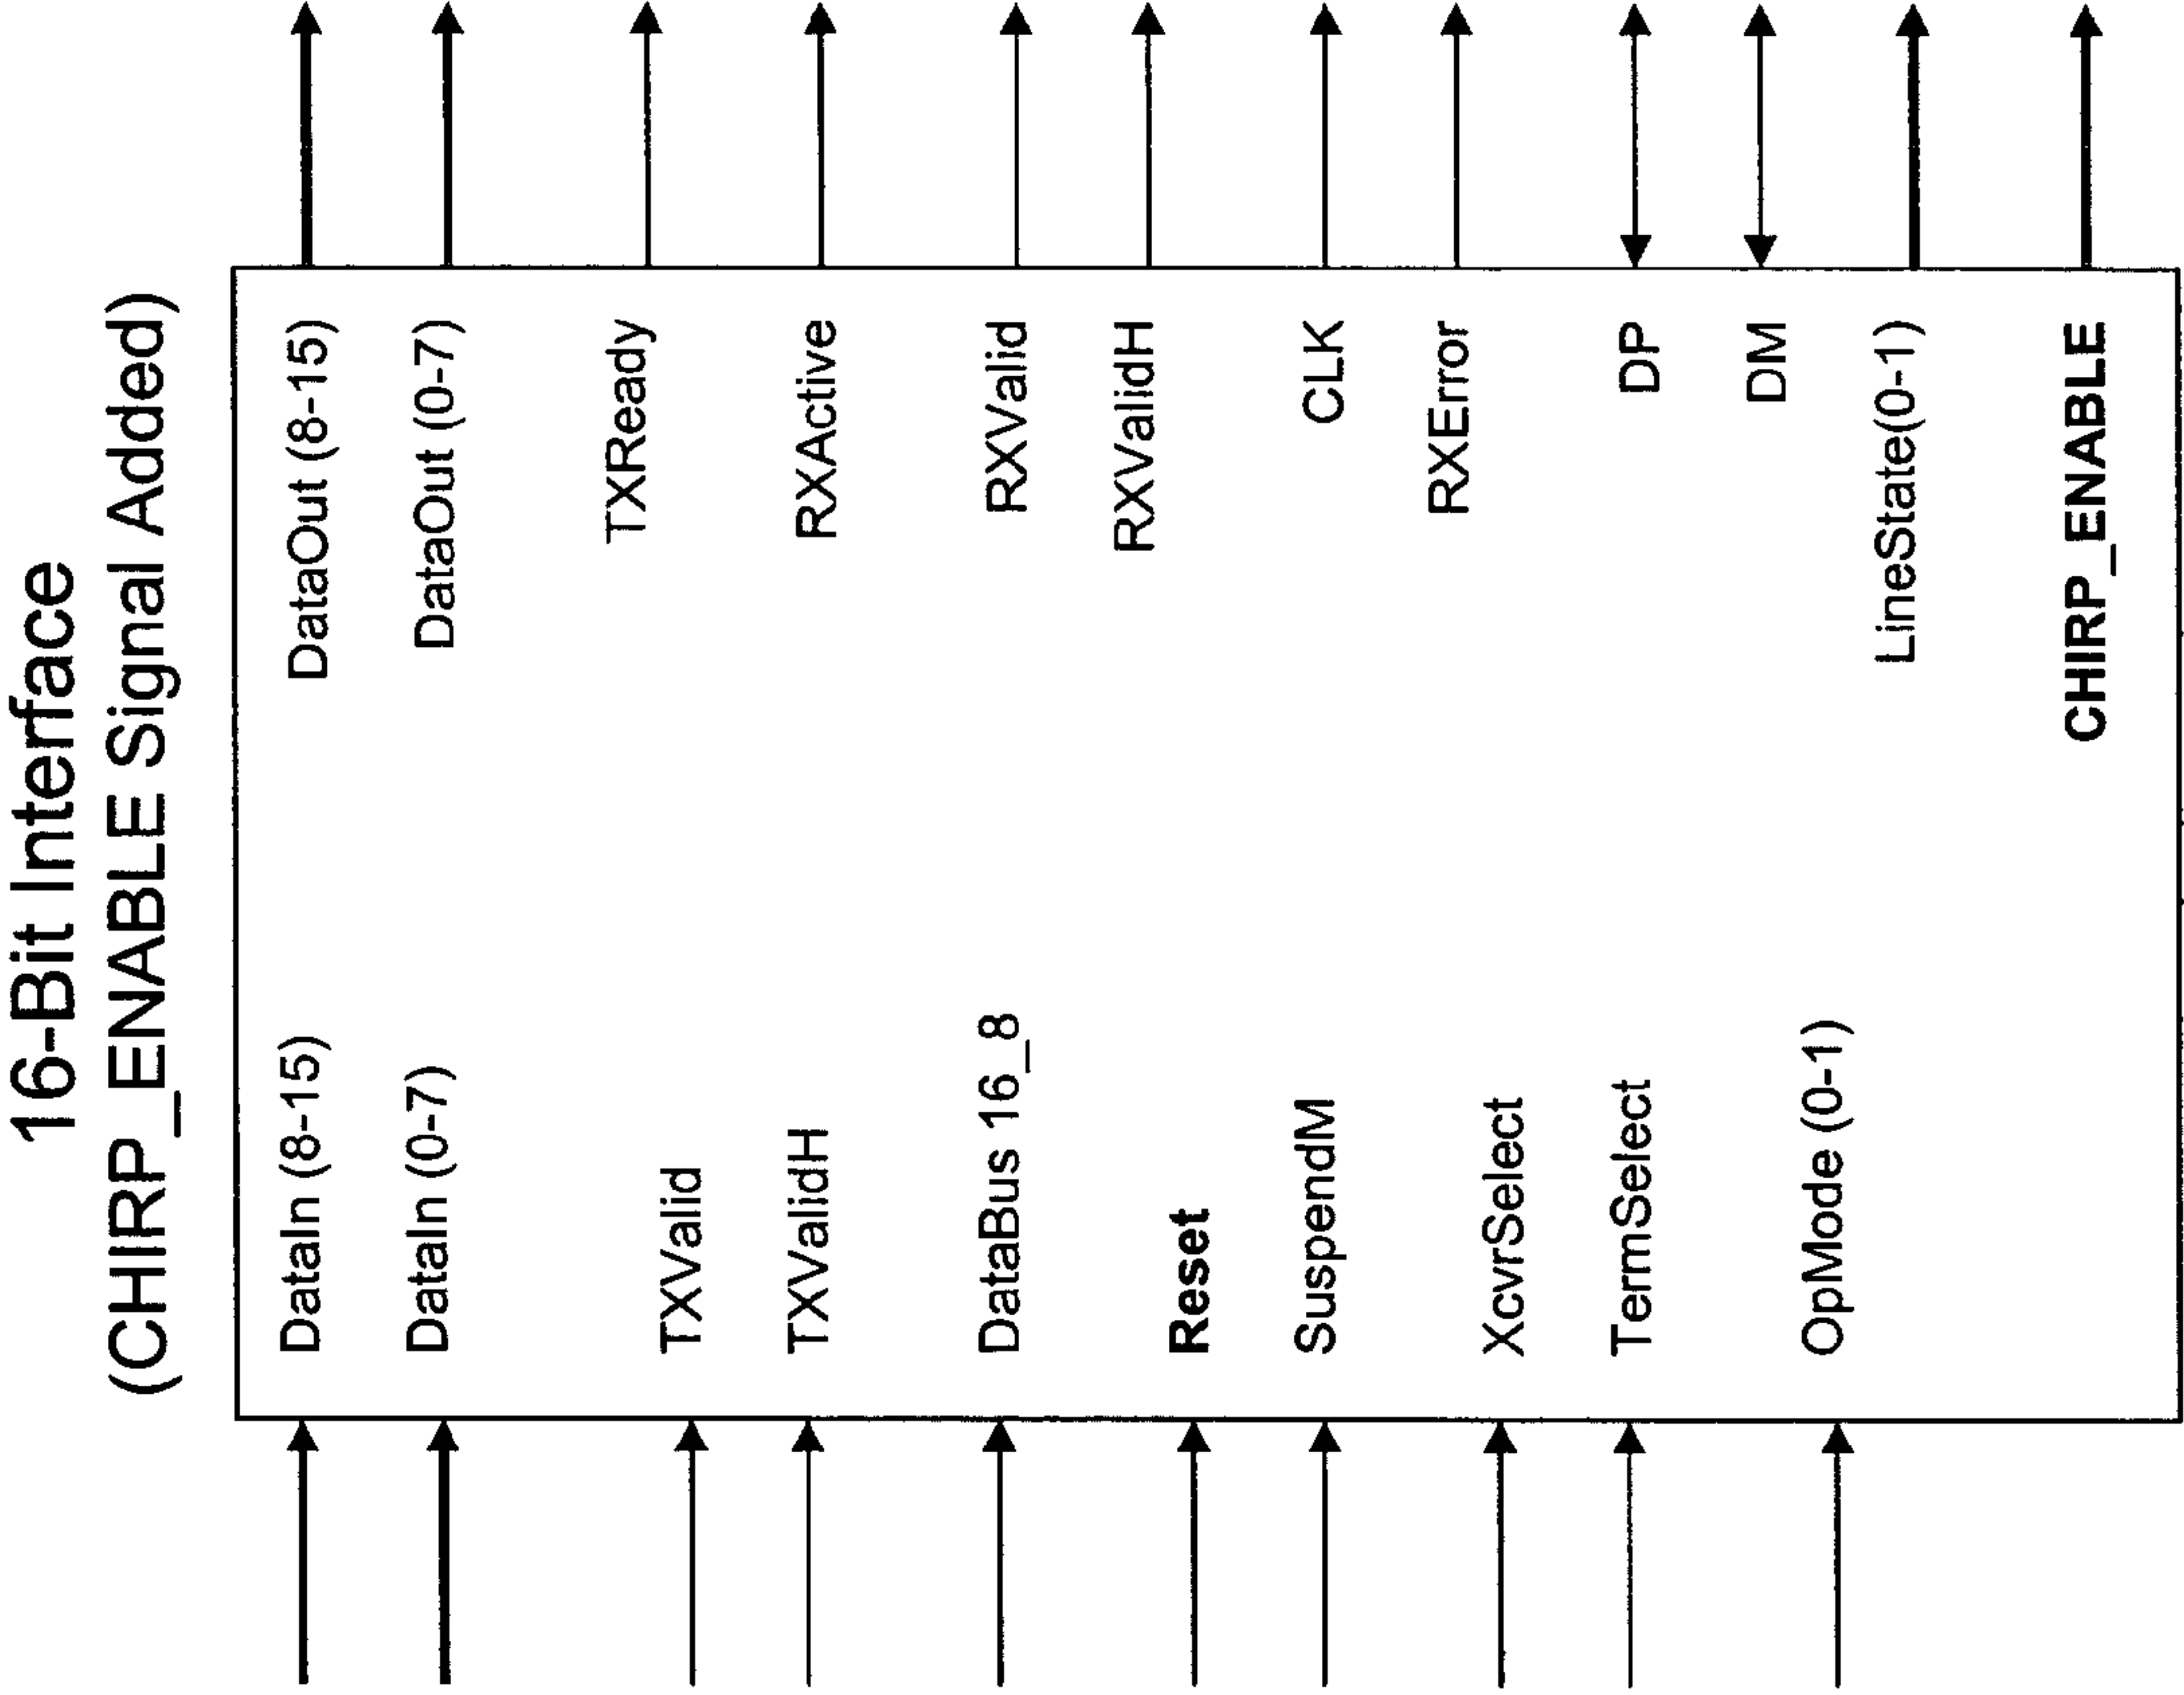 16-Bit Interface
(CHIRP_ENABLE Signal Added)
DataIn (8-15)
DataIn (0-7)
TXValid
TXValidH
DataBus 16_8
Reset
SuspendM
XcvrSelect
TermSelect
OpMode (0-1)
DataOut (8-15)
DataOut (0-7)
TXReady
RXActive
RXValid
RXValidH
CLK
RXError
DP
DM
LineState(0-1)
CHIRP_ENABLE